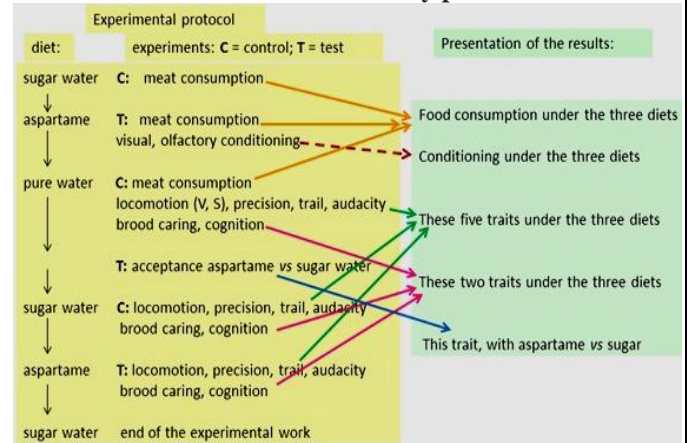 Experimental protocol
diet: experiments: C = control; T = test
Presentation of the results:
sugar water C: meat consumption
aspartame T: meat consumption
visual, olfactory conditioning
Food consumption under the three diets
Conditioning under the three diets
pure water C: meat consumption
locomotion (V, S), precision, trail, audacity
brood caring, cognition
These five traits under the three diets
T: acceptance aspartame vs sugar water
These two traits under the three diets
sugar water C: locomotion, precision, trail, audacity
brood caring, cognition
This trait, with aspartame vs sugar
aspartame T: locomotion, precision, trail, audacity
brood caring, cognition
sugar water end of the experimental work